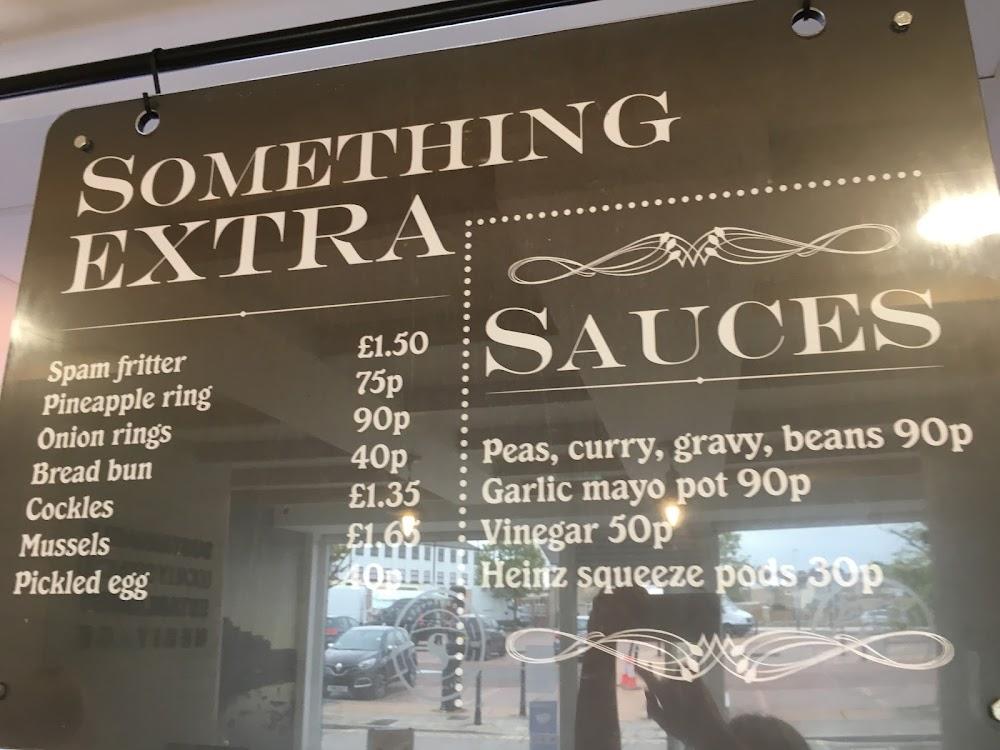 SOMETHING
EXTRA
Spam fritter £1.50
Pineapple ring 75p
Onion rings 90p
Bread bun 40p
Cockles £1.35
Mussels £1.65
Pickled egg 40p
SAUCES
Peas, curry, gravy, beans 90p
Garlic mayo pot 90p
Vinegar 50p
Heinz squeeze pods 30p